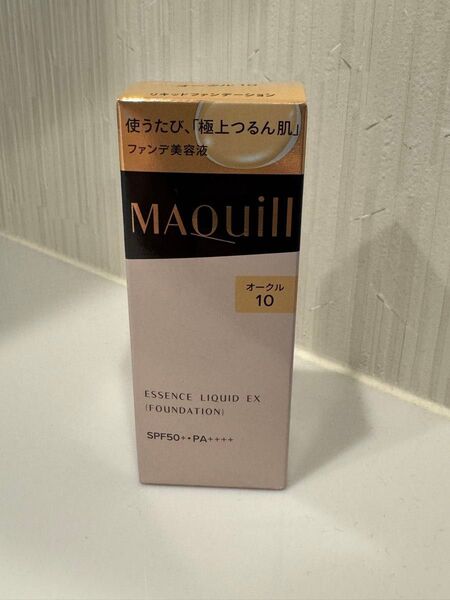 リキッドファンデーション
使うたび、「極上つるん肌」
ファンデ美容液
MAQuill
オークル
10
ESSENCE LIQUID EX
(FOUNDATION)
SPF50+・PA++++